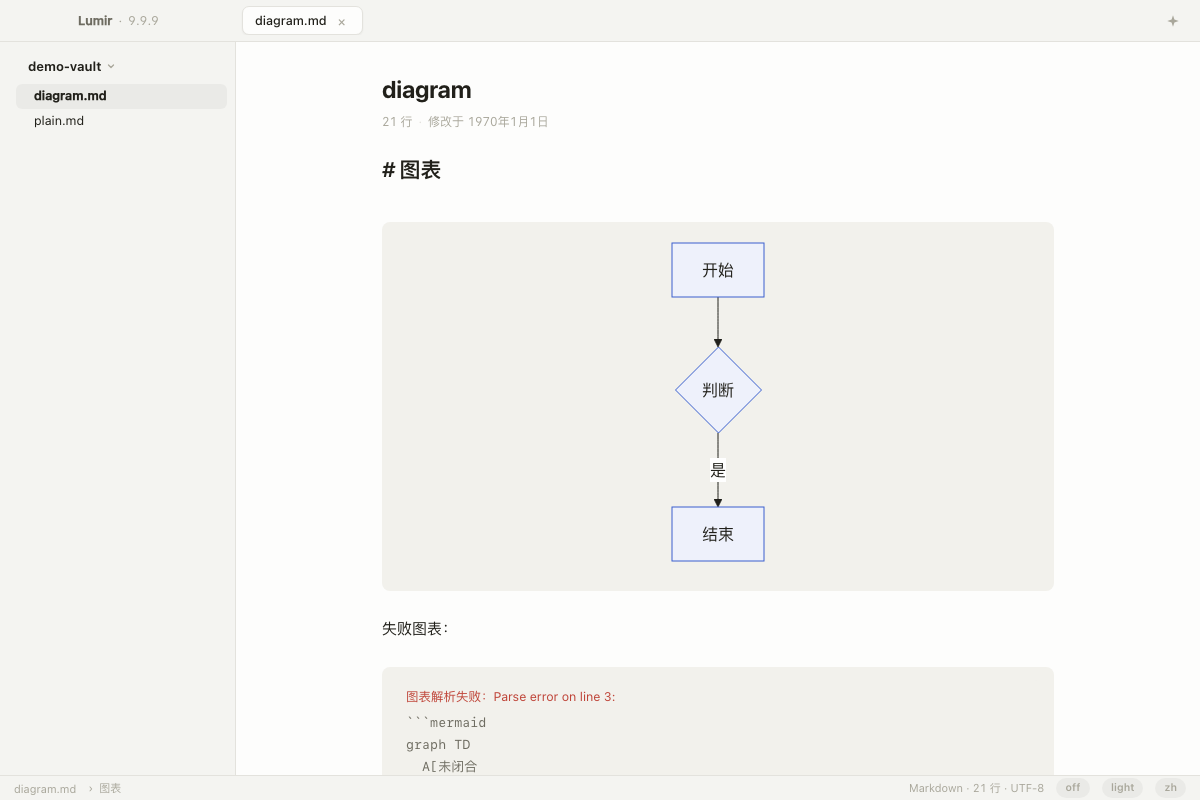 Lumir · 9.9.9
diagram.md ×
demo-vault
diagram.md
plain.md
diagram
21 行 · 修改于 1970年1月1日
# 图表
开始
判断
是
结束
失败图表：
图表解析失败：Parse error on line 3:
```mermaid
graph TD
A[未闭合
diagram.md › 图表
Markdown · 21 行 · UTF-8 off light zh